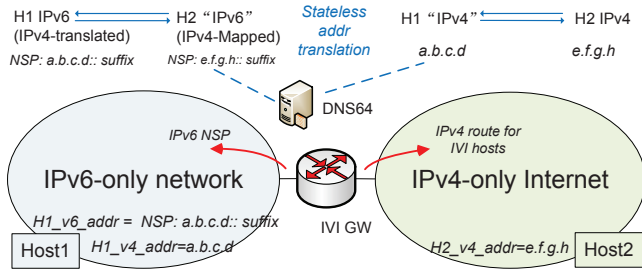 H1 IPv6
(IPv4-translated)
NSP: a.b.c.d:: suffix
H2 “IPv6”
(IPv4-Mapped)
NSP: e.f.g.h:: suffix
Stateless
addr
translation
H1 “IPv4”
a.b.c.d
H2 IPv4
e.f.g.h
DNS64
IPv6 NSP
IPv4 route for
IVI hosts
IPv6-only network
IPv4-only Internet
IVI GW
H1_v6_addr = NSP: a.b.c.d:: suffix
Host1
H1_v4_addr=a.b.c.d
H2_v4_addr=e.f.g.h
Host2